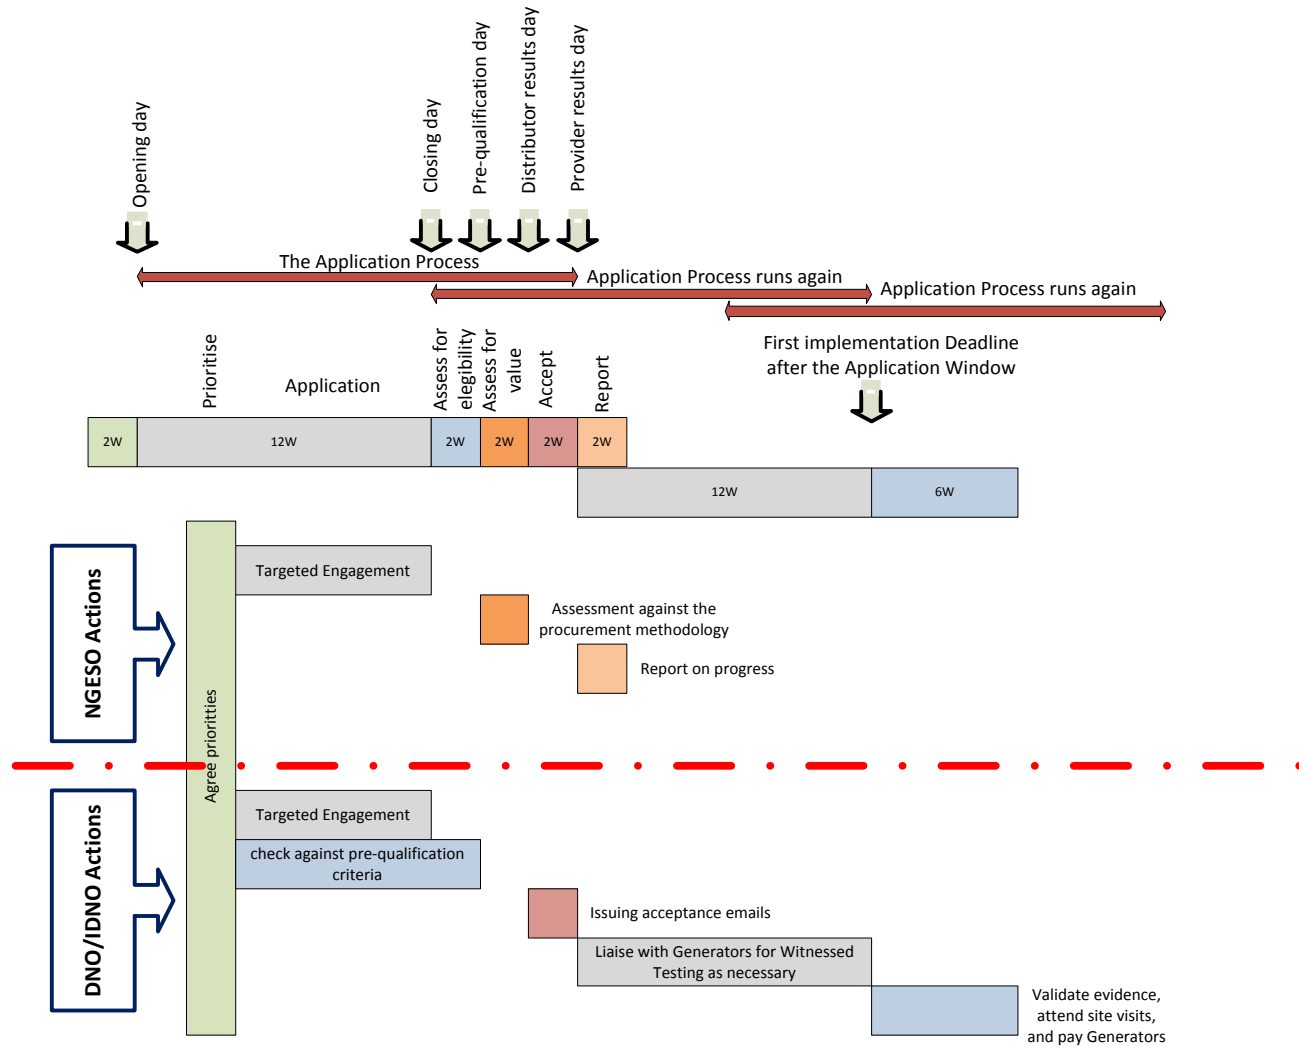 Opening day
Closing day
Pre-qualification day
Distributor results day
Provider results day
The Application Process
Application Process runs again
Application Process runs again
Prioritise
Application
Assess for
elegibility
Assess for
value
Accept
Report
First implementation Deadline
after the Application Window
2W
12W
2W
2W
2W
2W
12W
6W
NGESO Actions
Agree prioritties
Targeted Engagement
Assessment against the
procurement methodology
Report on progress
DNO/IDNO Actions
Targeted Engagement
check against pre-qualification
criteria
Issuing acceptance emails
Liaise with Generators for Witnessed
Testing as necessary
Validate evidence,
attend site visits,
and pay Generators